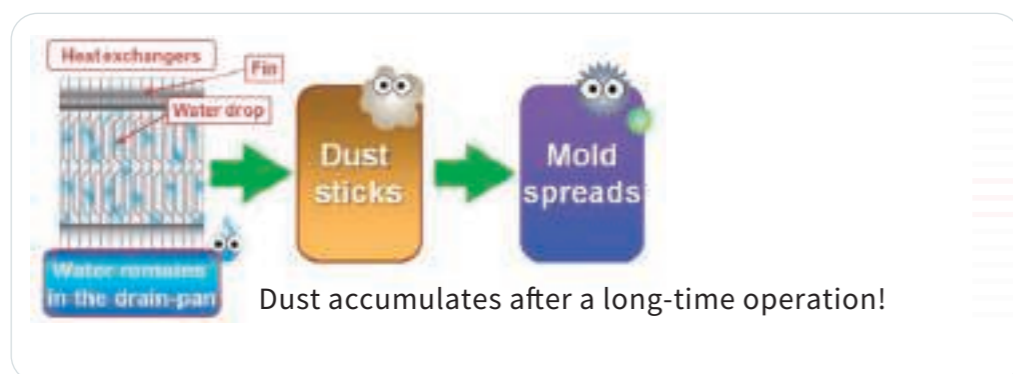 Heat exchangers
Fin
Water drop
Dust
sticks
Mold
spreads
Water remains
in the drain-pan
Dust accumulates after a long-time operation!